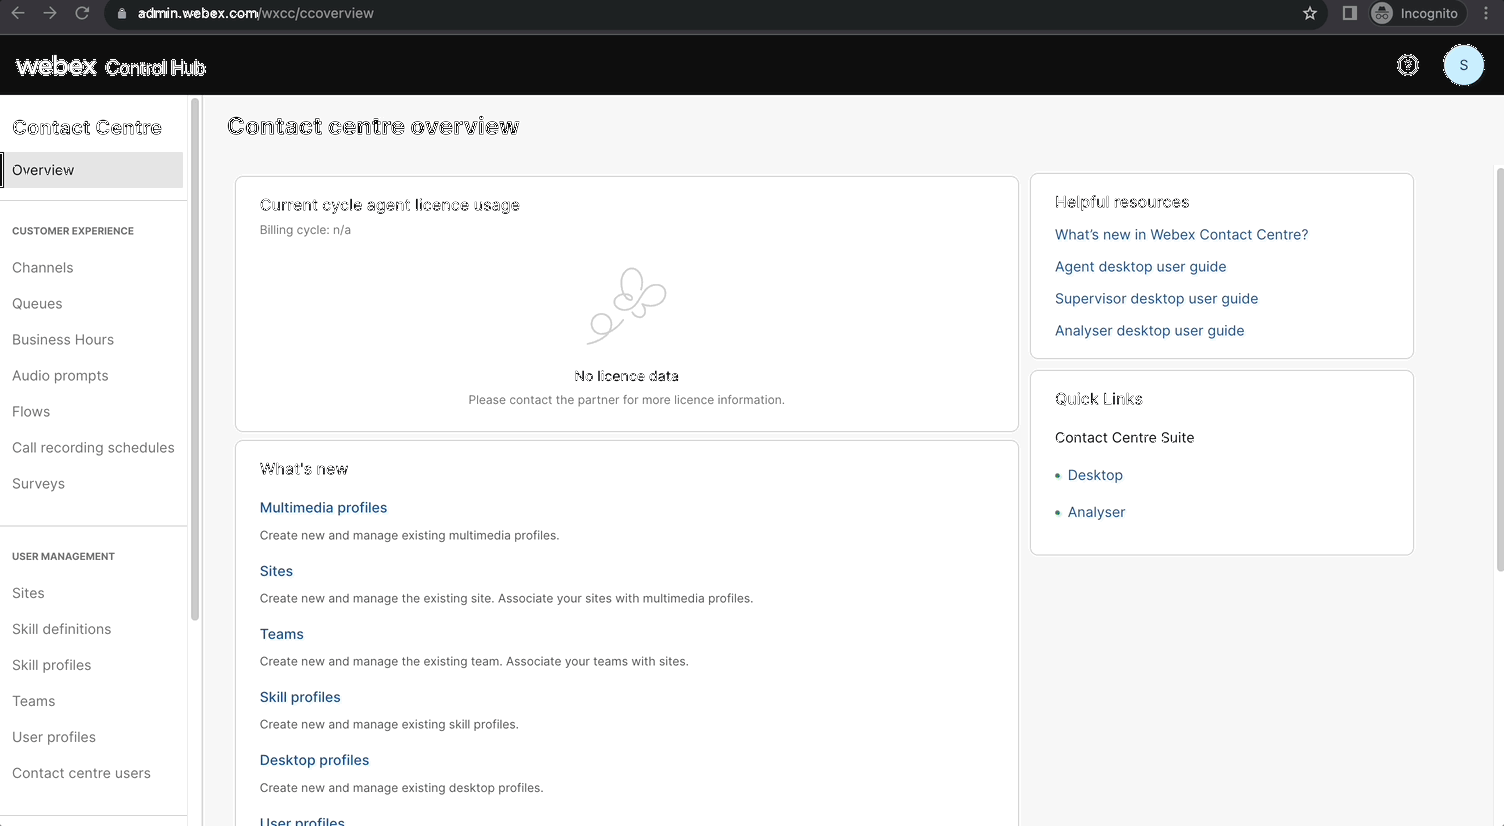 admin.webex.com/wxcc/ccoverview
Incognito
webex Control Hub
S
Contact Centre
Overview
CUSTOMER EXPERIENCE
Channels
Queues
Business Hours
Audio prompts
Flows
Call recording schedules
Surveys
USER MANAGEMENT
Sites
Skill definitions
Skill profiles
Teams
User profiles
Contact centre users
Contact centre overview
Current cycle agent licence usage
Billing cycle: n/a
No licence data
Please contact the partner for more licence information.
What's new
Multimedia profiles
Create new and manage existing multimedia profiles.
Sites
Create new and manage the existing site. Associate your sites with multimedia profiles.
Teams
Create new and manage the existing team. Associate your teams with sites.
Skill profiles
Create new and manage existing skill profiles.
Desktop profiles
Create new and manage existing desktop profiles.
User profiles
Helpful resources
What's new in Webex Contact Centre?
Agent desktop user guide
Supervisor desktop user guide
Analyser desktop user guide
Quick Links
Contact Centre Suite
• Desktop
• Analyser